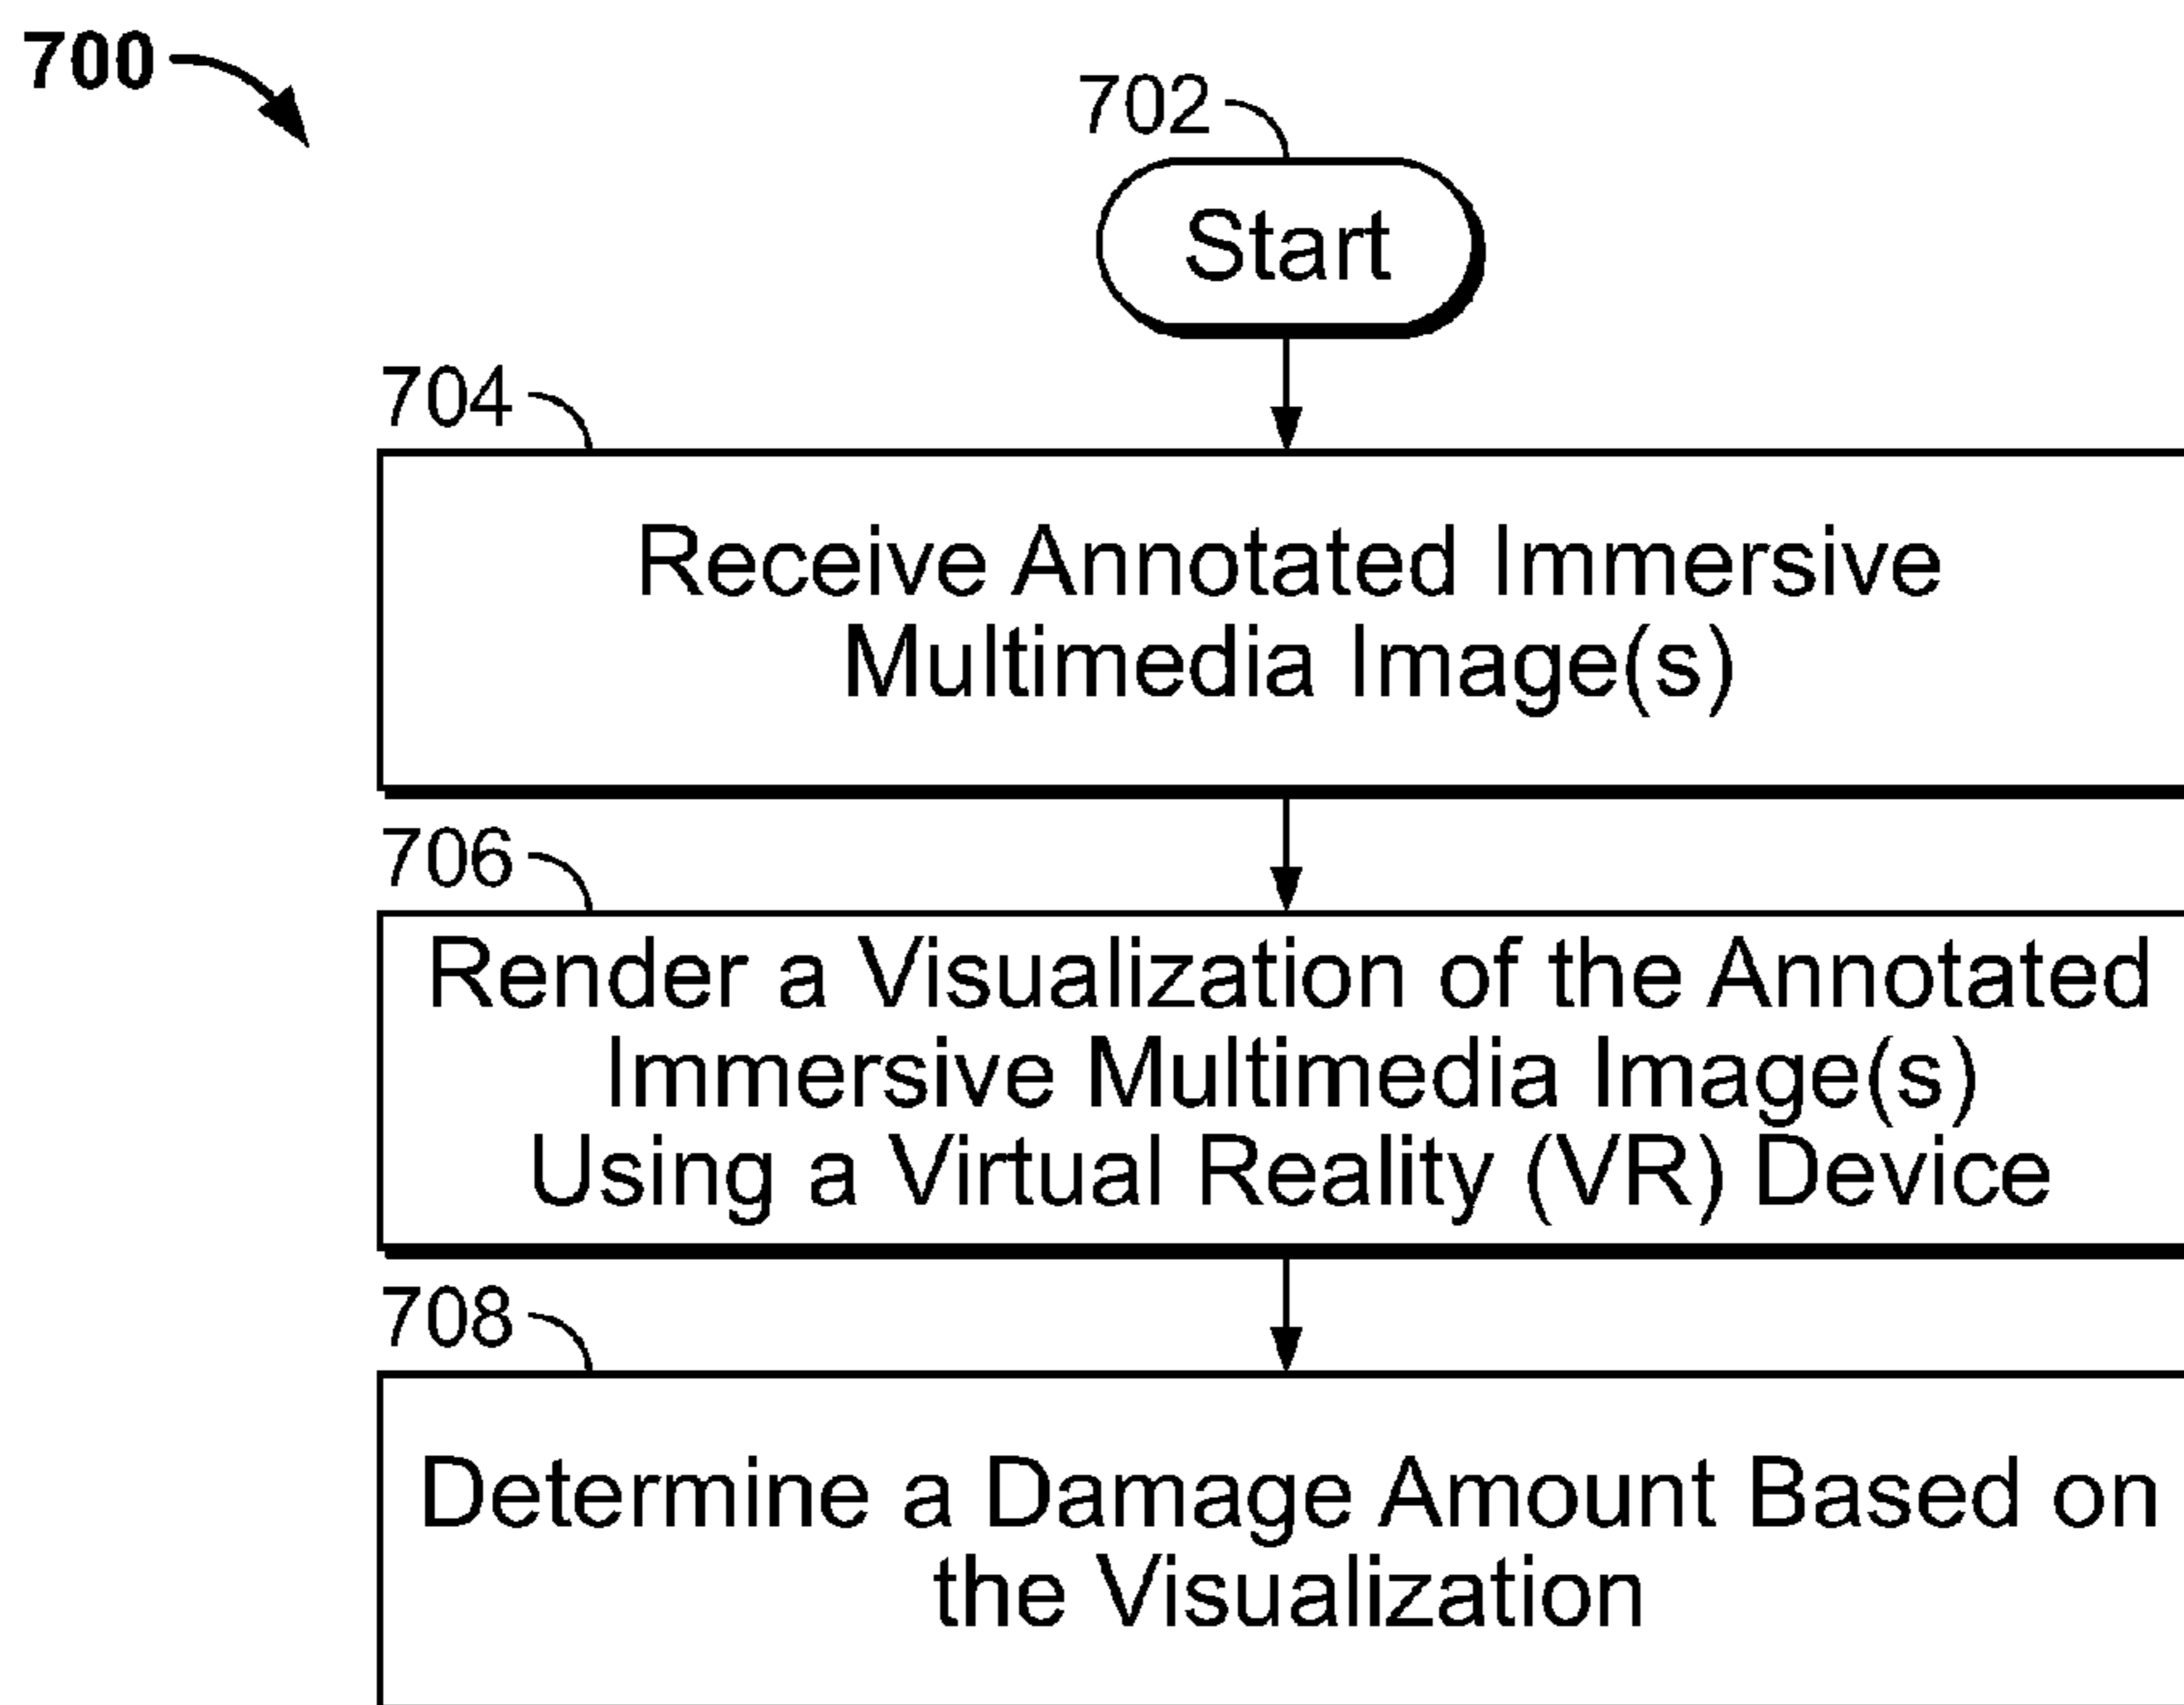 700
702
Start
704
Receive Annotated Immersive
Multimedia Image(s)
706
Render a Visualization of the Annotated
Immersive Multimedia Image(s)
Using a Virtual Reality (VR) Device
708
Determine a Damage Amount Based on
the Visualization